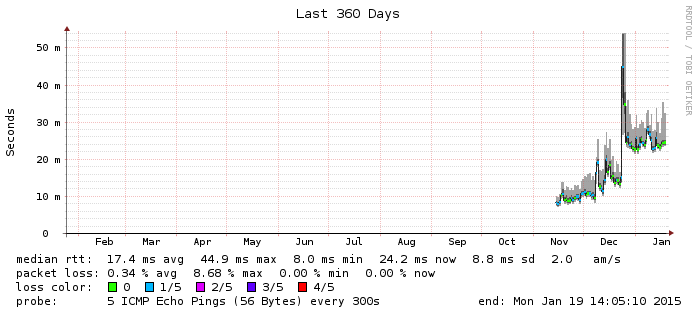 Last 360 Days
RRDTOOL / TOBI OETIKER
Seconds
50 m
40 m
30 m
20 m
10 m
0
Feb Mar Apr May Jun Jul Aug Sep Oct Nov Dec Jan
median rtt: 17.4 ms avg 44.9 ms max 8.0 ms min 24.2 ms now 8.8 ms sd 2.0 am/s
packet loss: 0.34 % avg 8.68 % max 0.00 % min 0.00 % now
loss color: 0 1/5 2/5 3/5 4/5
probe: 5 ICMP Echo Pings (56 Bytes) every 300s end: Mon Jan 19 14:05:10 2015